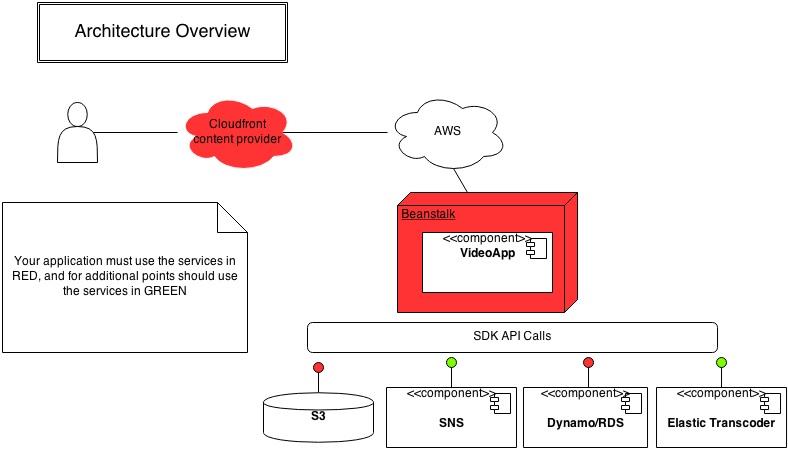 Architecture Overview
Cloudfront
content provider
AWS
Beanstalk
<<component>>
VideoApp
Your application must use the services in
RED, and for additional points should use
the services in GREEN
SDK API Calls
S3
<<component>>
SNS
<<component>>
Dynamo/RDS
<<component>>
Elastic Transcoder